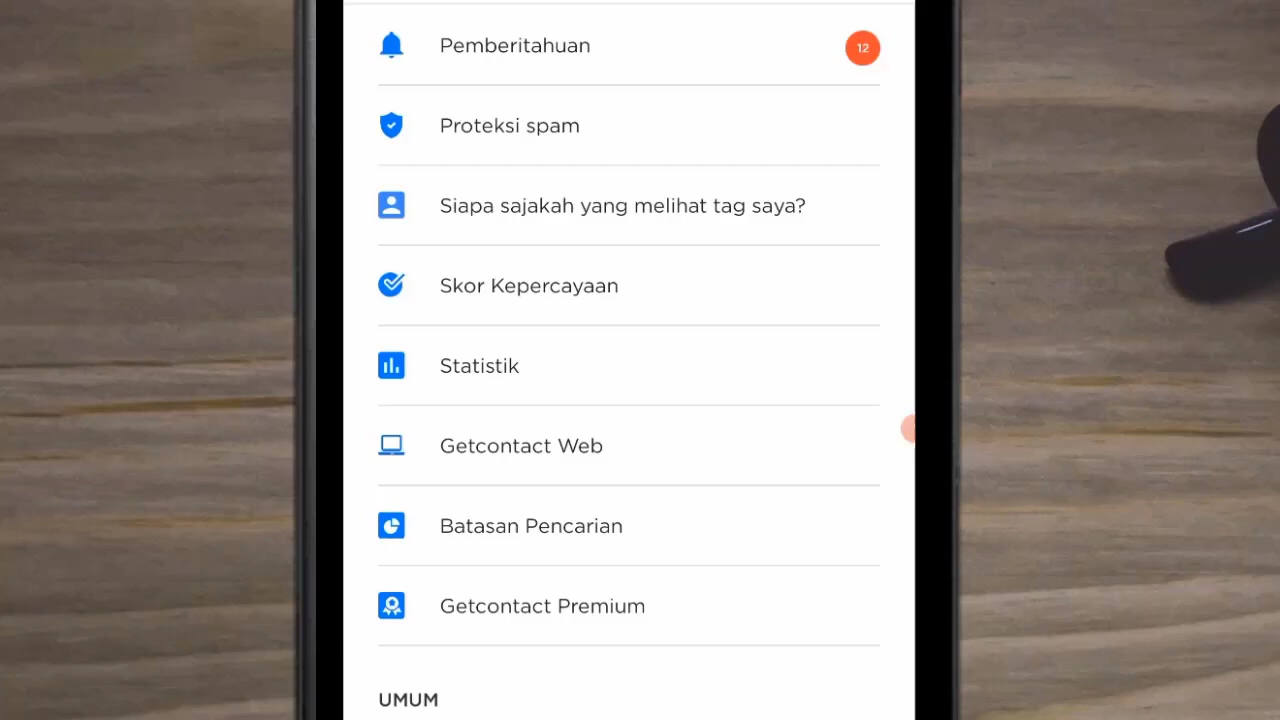 Pemberitahuan
12
Proteksi spam
Siapa sajakah yang melihat tag saya?
Skor Kepercayaan
Statistik
Getcontact Web
Batasan Pencarian
Getcontact Premium
UMUM